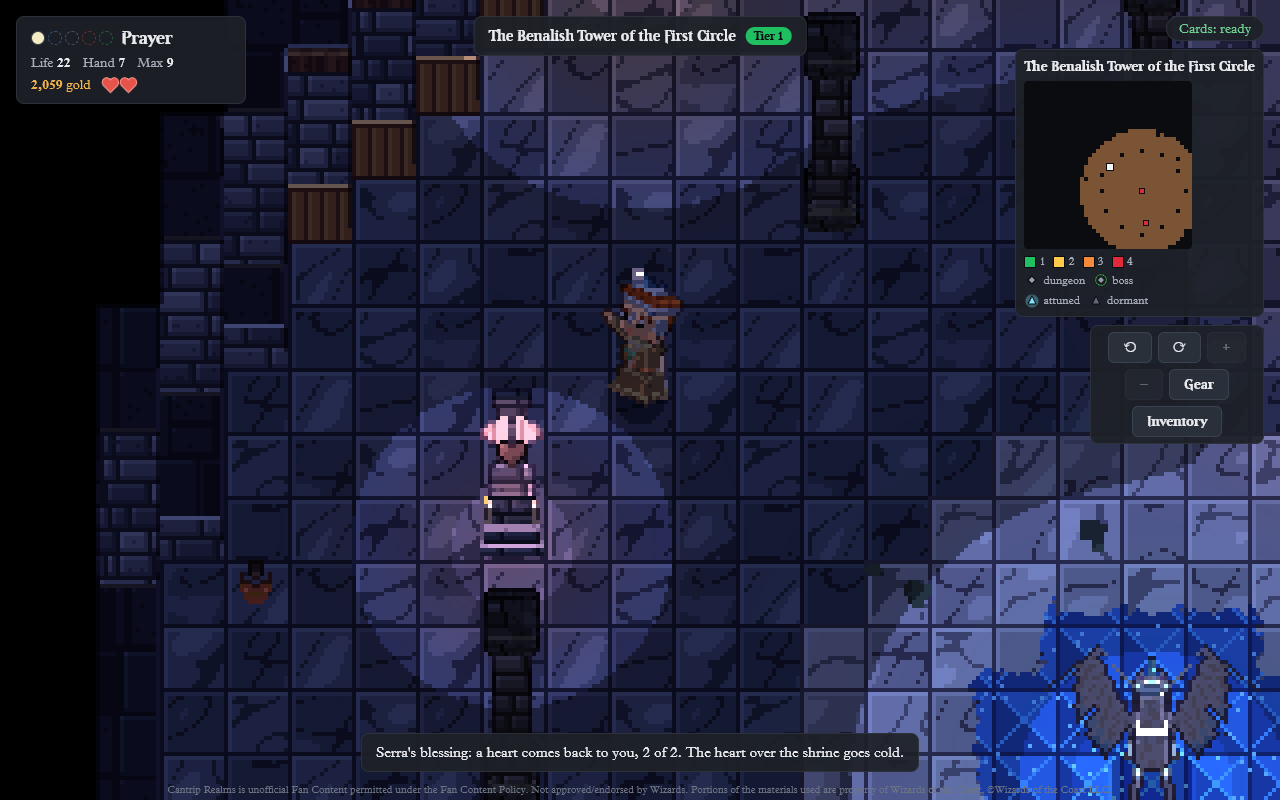 Prayer
Life 22 Hand 7 Max 9
2,059 gold
The Benalish Tower of the First Circle Tier 1
Cards: ready
The Benalish Tower of the First Circle
1 2 3 4
dungeon boss
attuned dormant
+
− Gear
Inventory
Serra's blessing: a heart comes back to you, 2 of 2. The heart over the shrine goes cold.
Cantrip Realms is unofficial Fan Content permitted under the Fan Content Policy. Not approved/endorsed by Wizards. Portions of the materials used are property of Wizards of the Coast. ©Wizards of the Coast LLC.